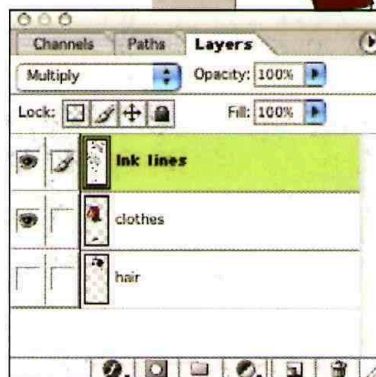 Channels Paths Layers
Multiply Opacity: 100%
Lock: Fill: 100%
Ink lines
clothes
hair